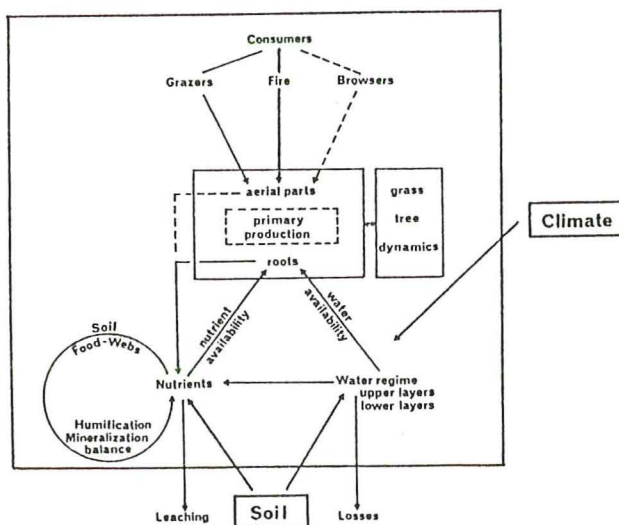 Consumers
Grazers Fire Browsers
aerial parts
primary
production
roots
grass
tree
dynamics
Climate
nutrient
availability
water
availability
Soil
Food-Webs
Nutrients
Water regime
upper layers
lower layers
Humification
Mineralization
balance
Leaching
Soil
Losses